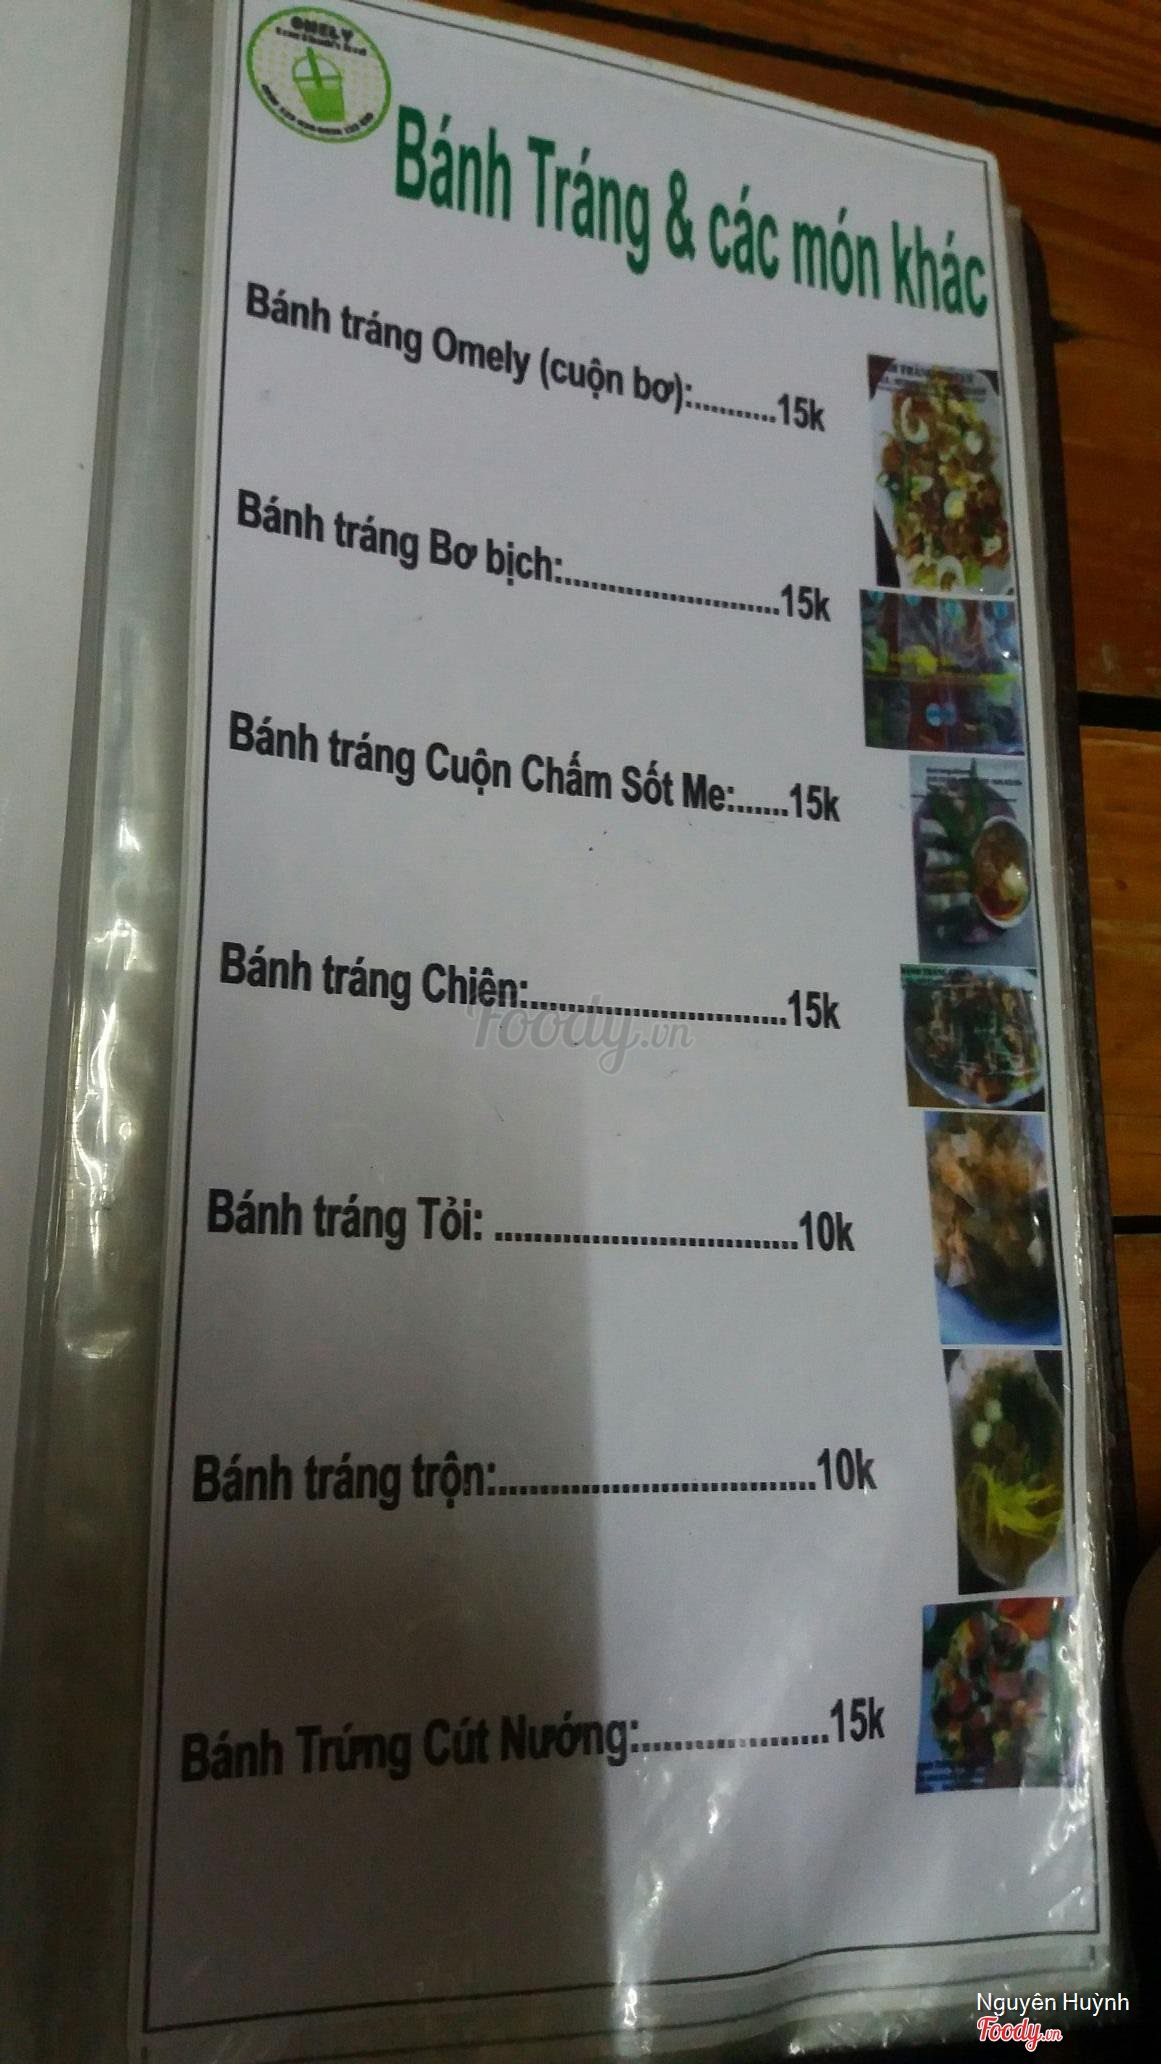 OMELY
Bánh Tráng & các món khác
Bánh tráng Omely (cuộn bơ):...........15k
Bánh tráng Bơ bịch:............................15k
Bánh tráng Cuộn Chấm Sốt Me:.......15k
Bánh tráng Chiên:.................................15k
Foody.vn
Bánh tráng Tỏi: ................................10k
Bánh tráng trộn:..................................10k
Bánh Trứng Cút Nướng:....................15k
Nguyên Huỳnh
Foody.vn